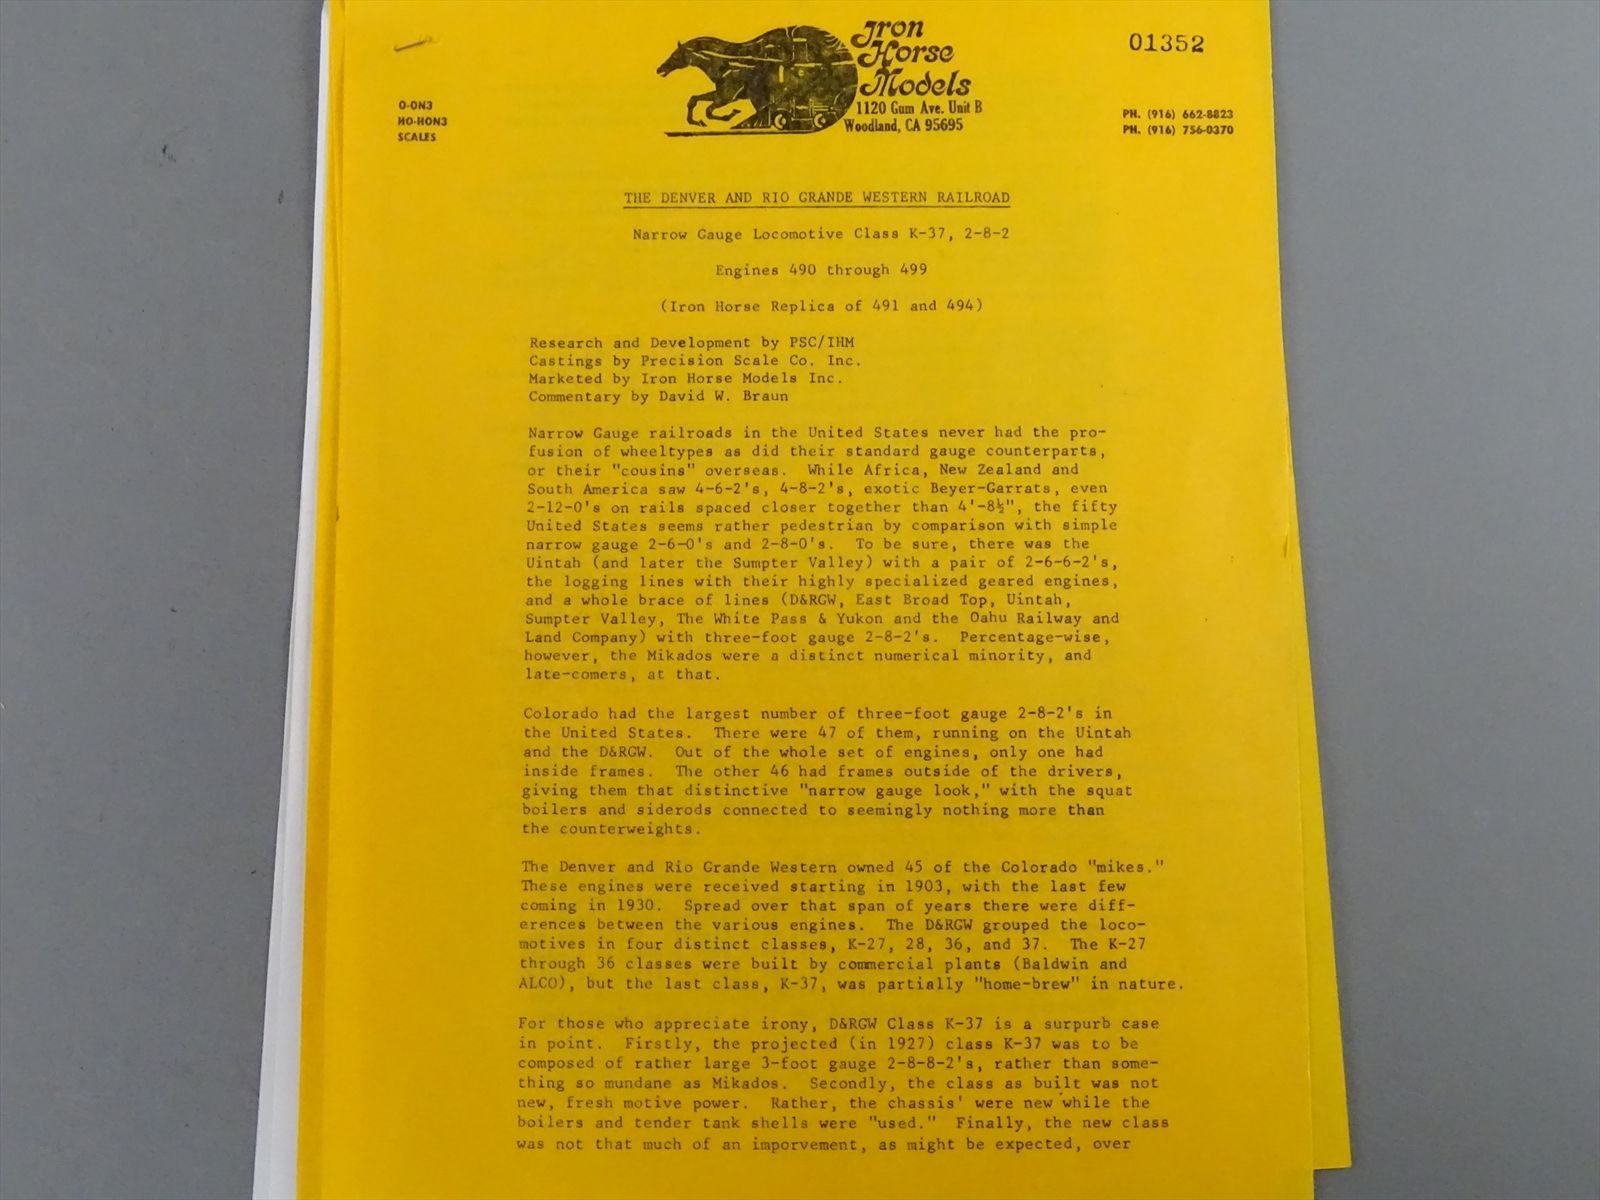 Iron
Horse
Models
1120 Gum Ave. Unit B
Woodland, CA 95695
01352
O-ON3
HO-HON3
SCALES
PH. (916) 662-8823
PH. (916) 756-0370
THE DENVER AND RIO GRANDE WESTERN RAILROAD
Narrow Gauge Locomotive Class K-37, 2-8-2
Engines 490 through 499
(Iron Horse Replica of 491 and 494)
Research and Development by PSC/IHM
Castings by Precision Scale Co. Inc.
Marketed by Iron Horse Models Inc.
Commentary by David W. Braun
Narrow Gauge railroads in the United States never had the pro-
fusion of wheeltypes as did their standard gauge counterparts,
or their "cousins" overseas. While Africa, New Zealand and
South America saw 4-6-2's, 4-8-2's, exotic Beyer-Garrats, even
2-12-0's on rails spaced closer together than 4'-8½", the fifty
United States seems rather pedestrian by comparison with simple
narrow gauge 2-6-0's and 2-8-0's. To be sure, there was the
Uintah (and later the Sumpter Valley) with a pair of 2-6-6-2's,
the logging lines with their highly specialized geared engines,
and a whole brace of lines (D&RGW, East Broad Top, Uintah,
Sumpter Valley, The White Pass & Yukon and the Oahu Railway and
Land Company) with three-foot gauge 2-8-2's. Percentage-wise,
however, the Mikados were a distinct numerical minority, and
late-comers, at that.
Colorado had the largest number of three-foot gauge 2-8-2's in
the United States. There were 47 of them, running on the Uintah
and the D&RGW. Out of the whole set of engines, only one had
inside frames. The other 46 had frames outside of the drivers,
giving them that distinctive "narrow gauge look," with the squat
boilers and siderods connected to seemingly nothing more than
the counterweights.
The Denver and Rio Grande Western owned 45 of the Colorado "mikes."
These engines were received starting in 1903, with the last few
coming in 1930. Spread over that span of years there were diff-
erences between the various engines. The D&RGW grouped the loco-
motives in four distinct classes, K-27, 28, 36, and 37. The K-27
through 36 classes were built by commercial plants (Baldwin and
ALCO), but the last class, K-37, was partially "home-brew" in nature.
For those who appreciate irony, D&RGW Class K-37 is a surpurb case
in point. Firstly, the projected (in 1927) class K-37 was to be
composed of rather large 3-foot gauge 2-8-8-2's, rather than some-
thing so mundane as Mikados. Secondly, the class as built was not
new, fresh motive power. Rather, the chassis' were new while the
boilers and tender tank shells were "used." Finally, the new class
was not that much of an imporvement, as might be expected, over